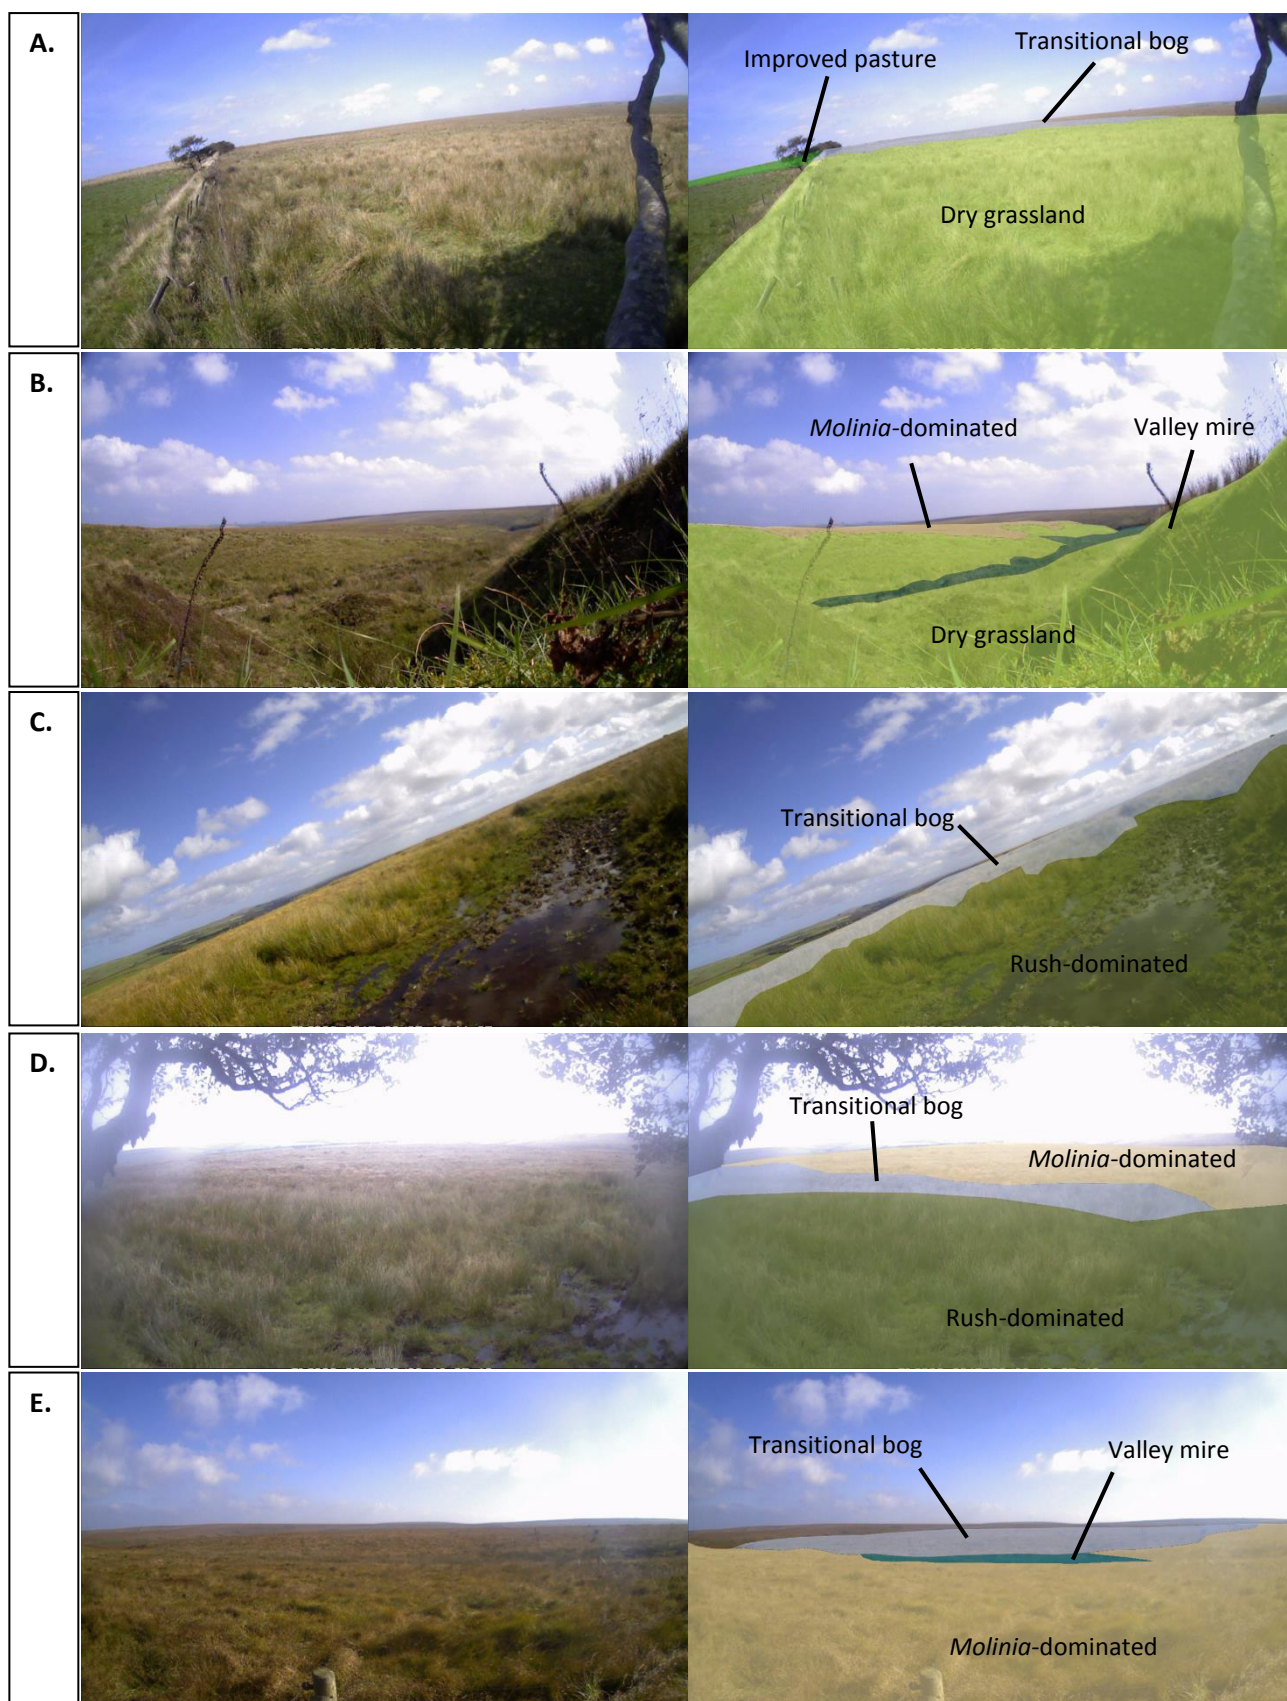 A.
Improved pasture
Transitional bog
Dry grassland
B.
Molinia-dominated
Valley mire
Dry grassland
C.
Transitional bog
Rush-dominated
D.
Transitional bog
Molinia-dominated
Rush-dominated
E.
Transitional bog
Valley mire
Molinia-dominated